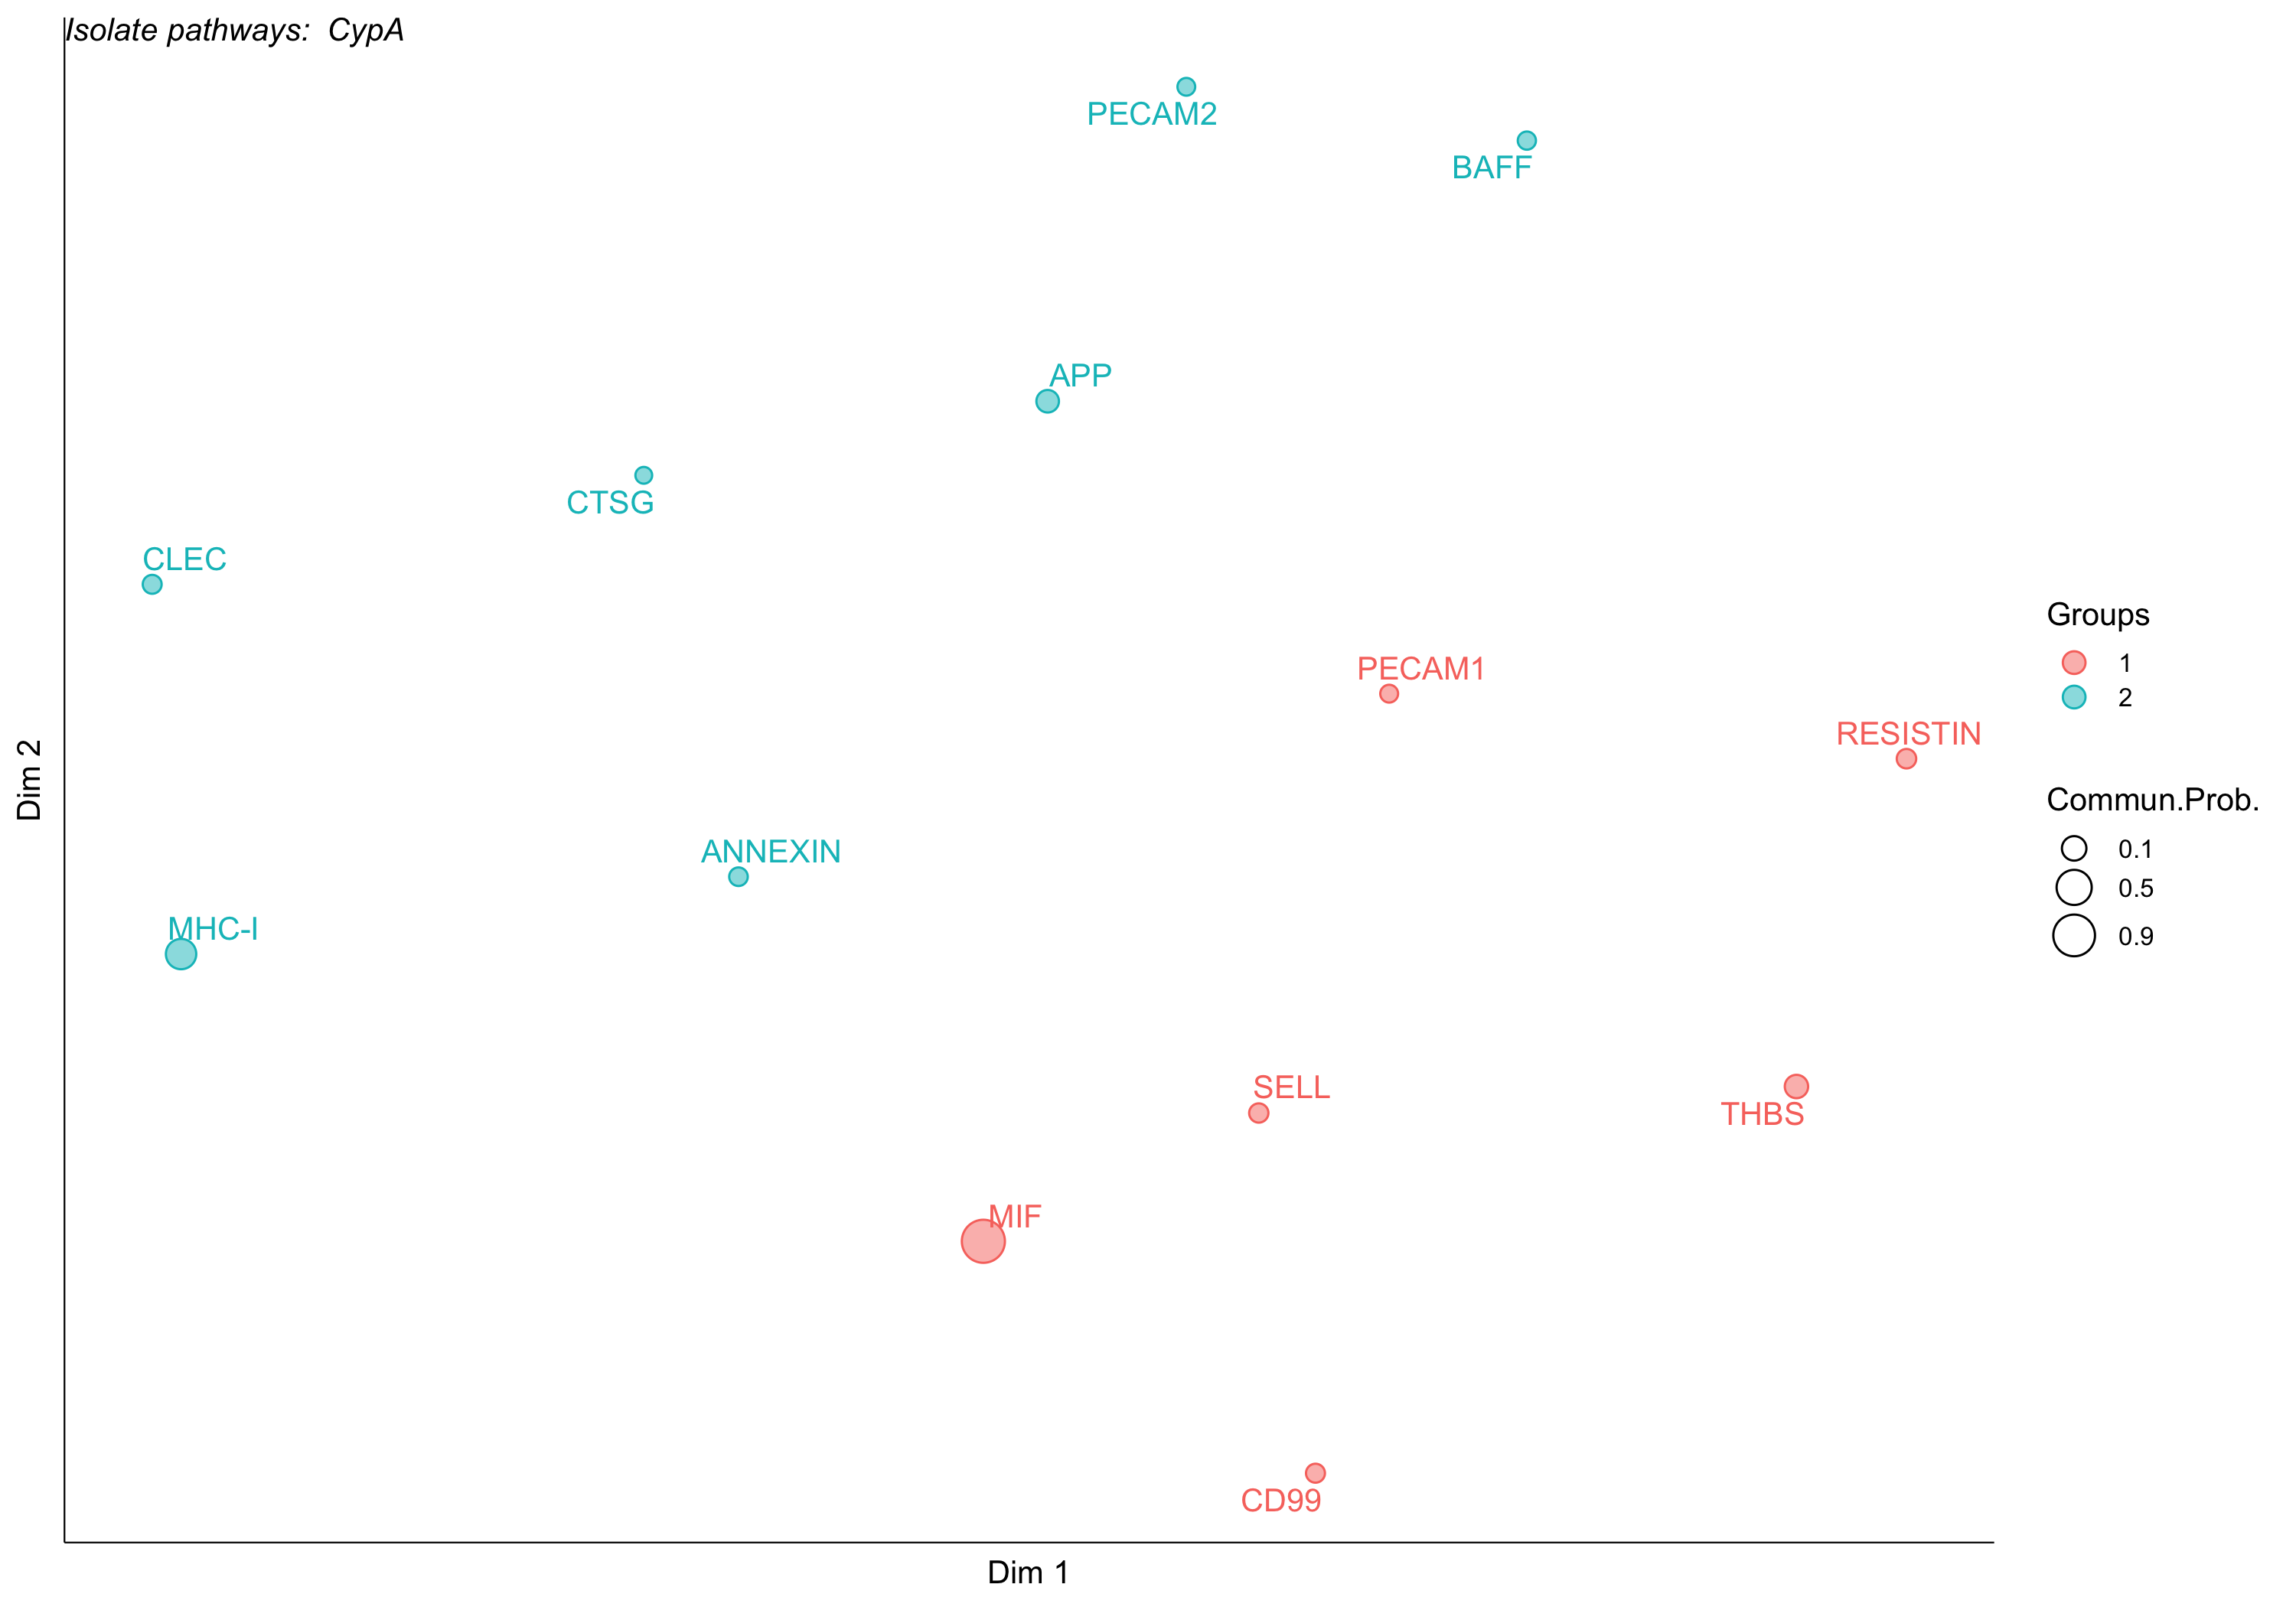 Isolate pathways:  CypA
PECAM2
BAFF
APP
CTSG
CLEC
PECAM1
RESISTIN
ANNEXIN
MHC-I
SELL
THBS
MIF
CD99
Dim 2
Dim 1
Groups
1
2
Commun.Prob.
0.1
0.5
0.9